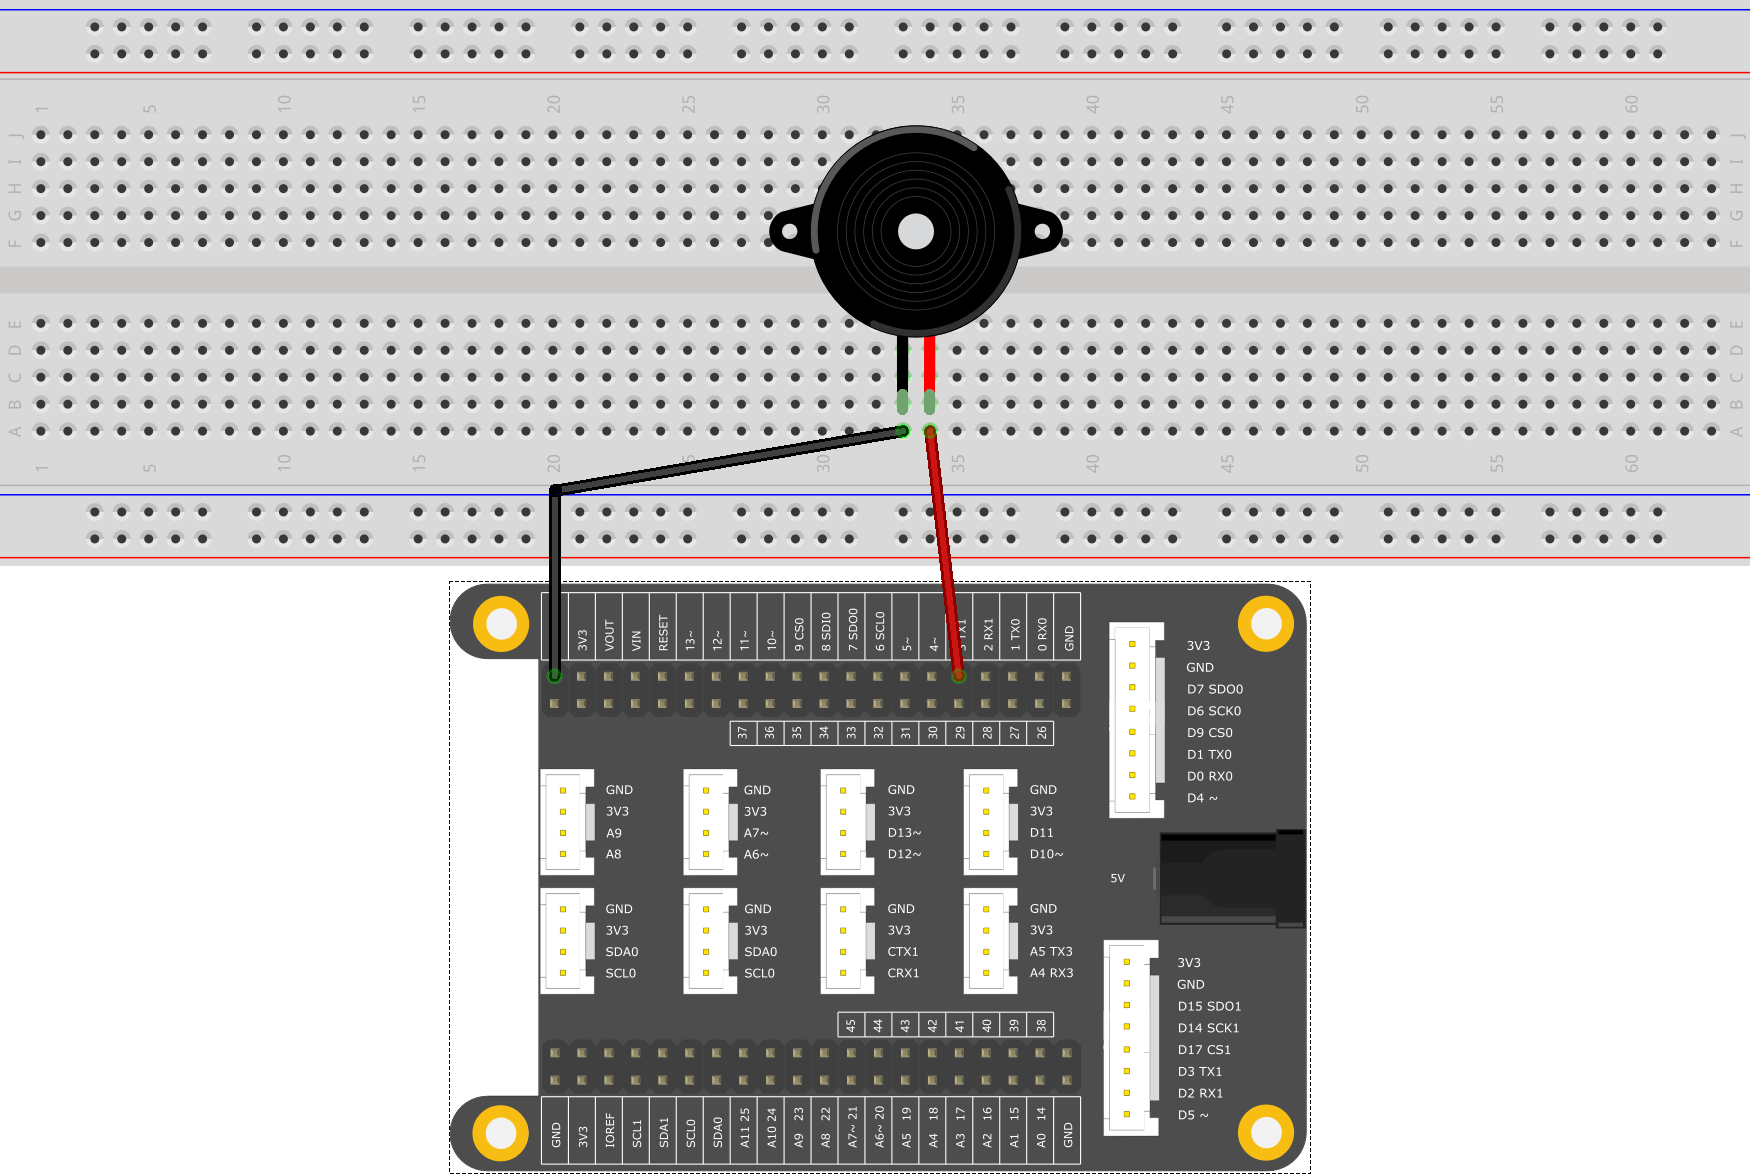 1 5 10 15 20 25 30 35 40 45 50 55 60
J J
I I
H H
G G
F F
E E
D D
C C
B B
A A
1 5 10 15 20 30 35 40 45 50 55 60
3V3 VOUT VIN RESET 13~ 12~ 11~ 10~ 9 CS0 8 SDI0 7 SDO0 6 SCL0 5~ 4~ TX1 2 RX1 1 TX0 0 RX0 GND
37 36 35 34 33 32 31 30 29 28 27 26
3V3
GND
D7 SDO0
D6 SCK0
D9 CS0
D1 TX0
D0 RX0
D4 ~
GND
3V3
A9
A8
GND
3V3
A7~
A6~
GND
3V3
D13~
D12~
GND
3V3
D11
D10~
5V
GND
3V3
SDA0
SCL0
GND
3V3
SDA0
SCL0
GND
3V3
CTX1
CRX1
GND
3V3
A5 TX3
A4 RX3
3V3
GND
D15 SDO1
D14 SCK1
D17 CS1
D3 TX1
D2 RX1
D5 ~
45 44 43 42 41 40 39 38
GND 3V3 IOREF SCL1 SDA1 SCL0 SDA0 A11 25 A10 24 A9 23 A8 22 A7~ 21 A6~ 20 A5 19 A4 18 A3 17 A2 16 A1 15 A0 14 GND